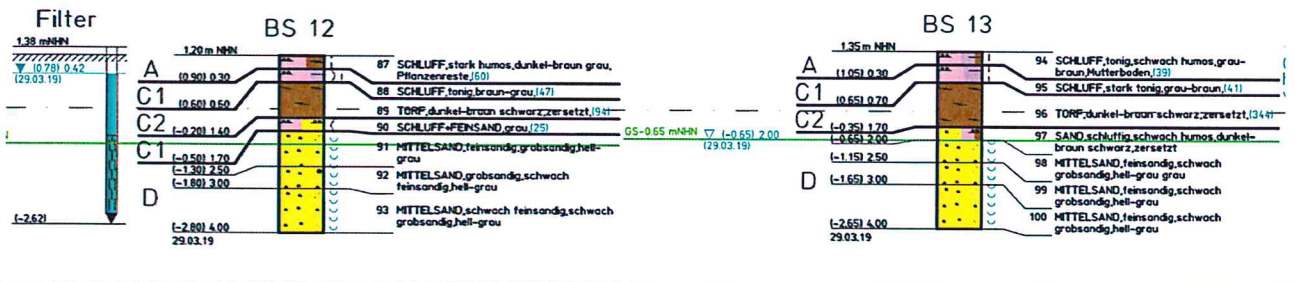 Filter
1,38 mNHN
(0.78) 0.42
(29.03.19)
(-2.62)
BS 12
1,20m NHN
A
(0.90) 0.30
C1
(0.60) 0.60
C2
(-0.20) 1.40
C1
(-0.50) 1.70
(-1.30) 2.50
(-1.80) 3.00
D
(-2.80) 4.00
29.03.19
87 SCHLUFF,stark humos,dunkel-braun grau,
Pflanzenreste,(60)
88 SCHLUFF,tonig,braun-grau,(47)
89 TORF,dunkel-braun schwarz,zersetzt,(94)
90 SCHLUFF+FEINSAND,grau,(25)
91 MITTELSAND,feinsandig,grobsandig,hell-
grau
92 MITTELSAND,grobsandig,schwach
feinsandig,hell-grau
93 MITTELSAND,schwach feinsandig,schwach
grobsandig,hell-grau
GS-0.65 mNHN
(-0.65) 2.00
(29.03.19)
BS 13
1,35m NHN
A
(1.05) 0.30
C1
(0.65) 0.70
C2
(-0.35) 1.70
(-0.65) 2.00
(-1.15) 2.50
D
(-1.65) 3.00
(-2.65) 4.00
29.03.19
94 SCHLUFF,tonig,schwach humos,grau-
braun,Mutterboden,(39)
95 SCHLUFF,stark tonig,grau-braun,(41)
96 TORF,dunkel-braun schwarz,zersetzt,(344)
97 SAND,schluffig,schwach humos,dunkel-
braun schwarz,zersetzt
98 MITTELSAND,feinsandig,schwach
grobsandig,hell-grau grau
99 MITTELSAND,feinsandig,schwach
grobsandig,hell-grau
100 MITTELSAND,feinsandig,schwach
grobsandig,hell-grau